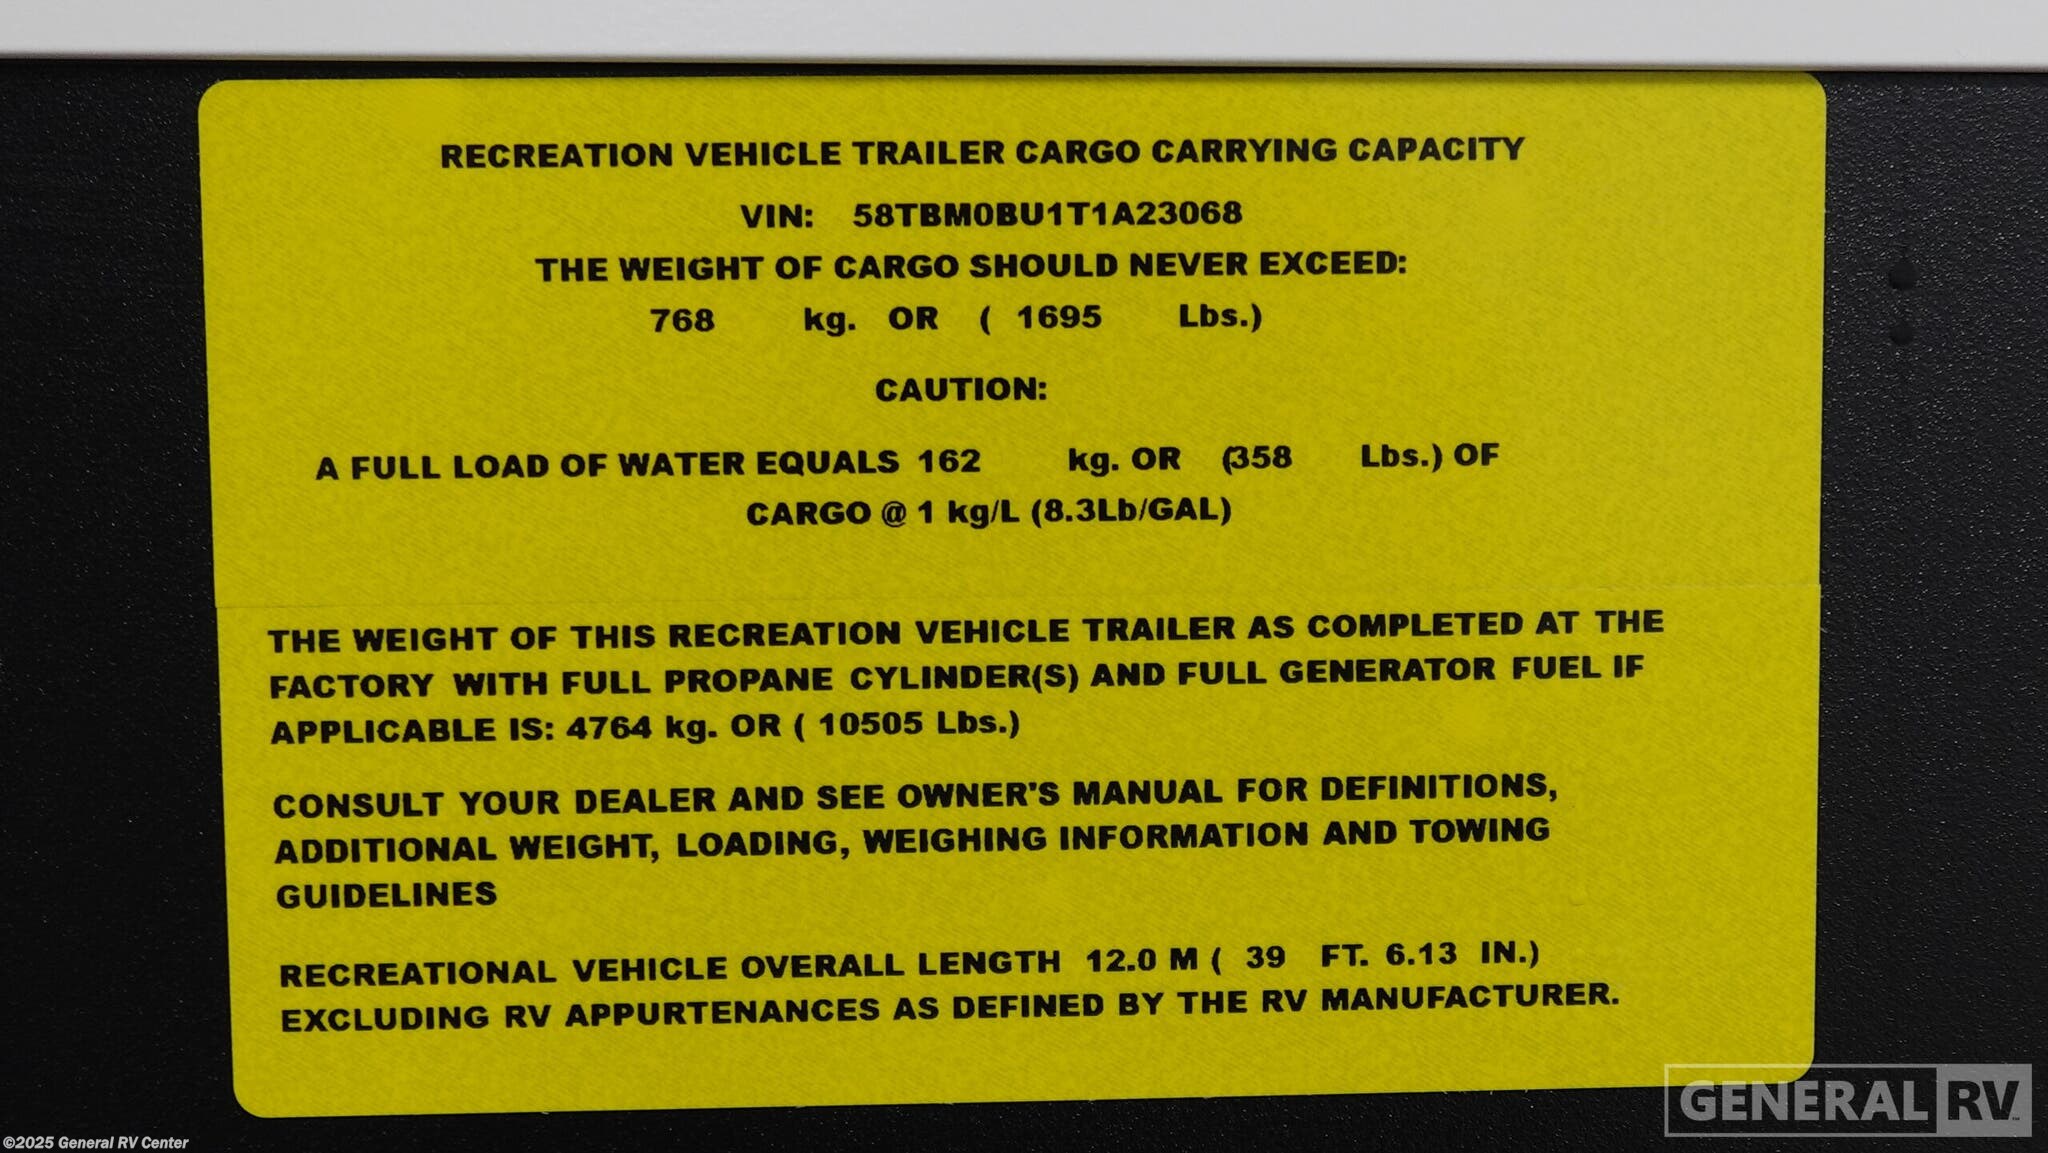 RECREATION VEHICLE TRAILER CARGO CARRYING CAPACITY
VIN: 58TBM0BU1T1A23068
THE WEIGHT OF CARGO SHOULD NEVER EXCEED:
768 kg. OR ( 1695 Lbs.)
CAUTION:
A FULL LOAD OF WATER EQUALS 162 kg. OR (358 Lbs.) OF
CARGO @ 1 kg/L (8.3Lb/GAL)
THE WEIGHT OF THIS RECREATION VEHICLE TRAILER AS COMPLETED AT THE
FACTORY WITH FULL PROPANE CYLINDER(S) AND FULL GENERATOR FUEL IF
APPLICABLE IS: 4764 kg. OR ( 10505 Lbs.)
CONSULT YOUR DEALER AND SEE OWNER'S MANUAL FOR DEFINITIONS,
ADDITIONAL WEIGHT, LOADING, WEIGHING INFORMATION AND TOWING
GUIDELINES
RECREATIONAL VEHICLE OVERALL LENGTH 12.0 M ( 39 FT. 6.13 IN.)
EXCLUDING RV APPURTENANCES AS DEFINED BY THE RV MANUFACTURER.
GENERAL RV
©2025 General RV Center